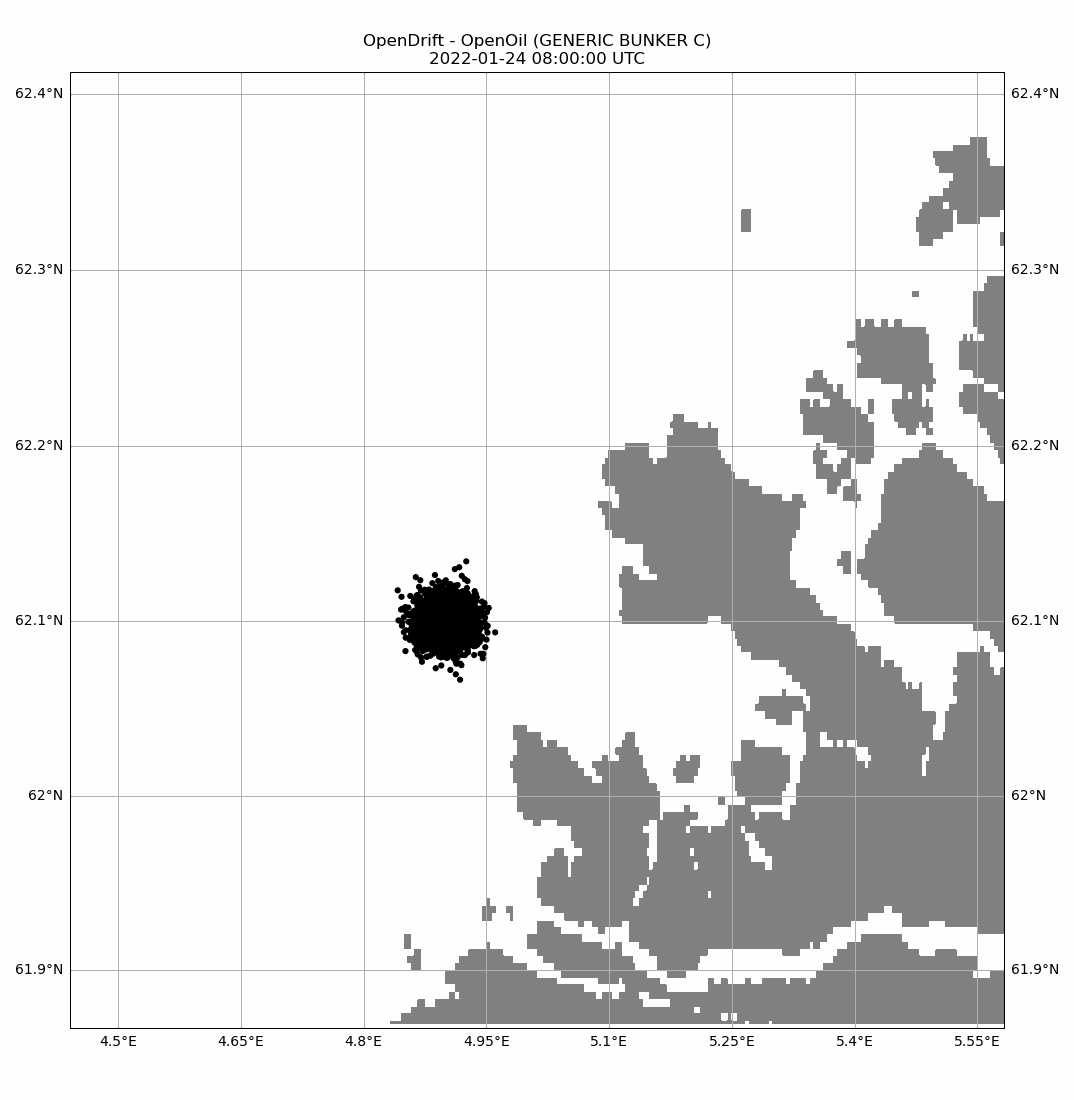 OpenDrift - OpenOil (GENERIC BUNKER C)
2022-01-24 08:00:00 UTC
62.4°N 62.4°N
62.3°N 62.3°N
62.2°N 62.2°N
62.1°N 62.1°N
62°N 62°N
61.9°N 61.9°N
4.5°E 4.65°E 4.8°E 4.95°E 5.1°E 5.25°E 5.4°E 5.55°E